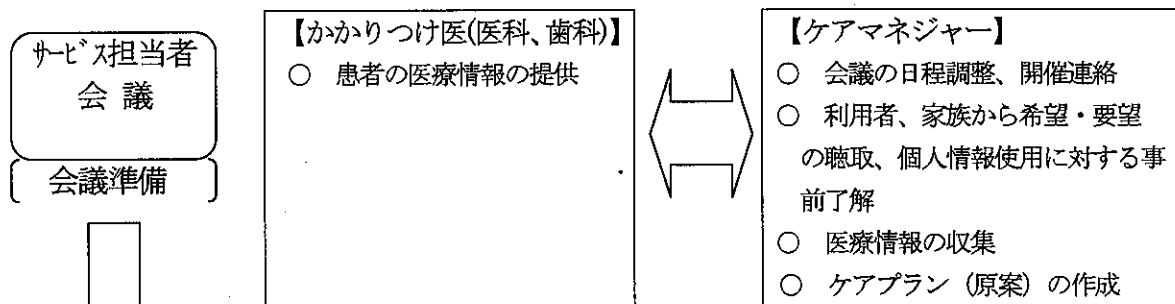 サービス担当者
会 議
会議準備
【かかりつけ医(医科、歯科)】
○ 患者の医療情報の提供
【ケアマネジャー】
○ 会議の日程調整、開催連絡
○ 利用者、家族から希望・要望
の聴取、個人情報使用に対する事
前了解
○ 医療情報の収集
○ ケアプラン（原案）の作成